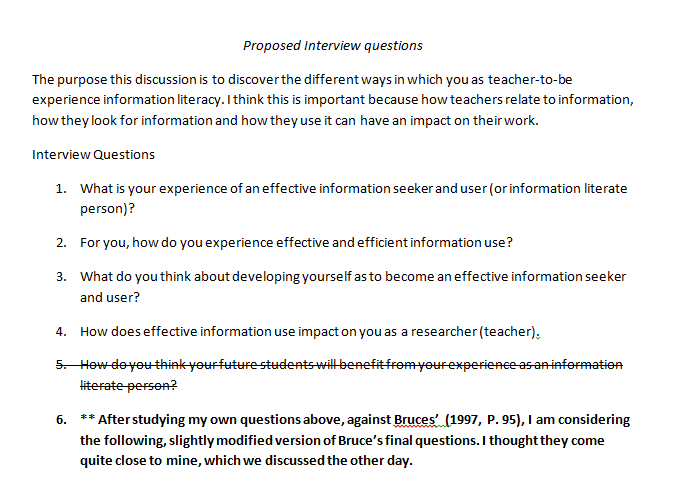 Proposed Interview questions
The purpose this discussion is to discover the different ways in which you as teacher-to-be
experience information literacy. I think this is important because how teachers relate to information,
how they look for information and how they use it can have an impact on their work.
Interview Questions
1. What is your experience of an effective information seeker and user (or information literate
person)?
2. For you, how do you experience effective and efficient information use?
3. What do you think about developing yourself as to become an effective information seeker
and user?
4. How does effective information use impact on you as a researcher (teacher).
5. How do you think your future students will benefit from your experience as an information
literate person?
6. ** After studying my own questions above, against Bruces’ (1997, P. 95), I am considering
the following, slightly modified version of Bruce’s final questions. I thought they come
quite close to mine, which we discussed the other day.